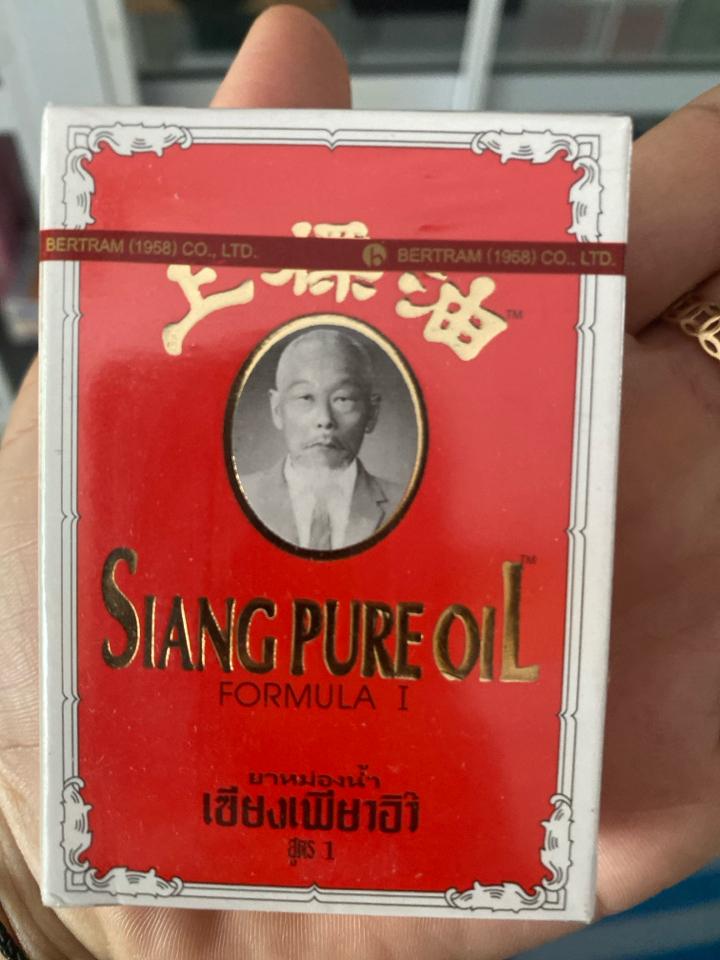 BERTRAM (1958) CO., LTD. BERTRAM (1958) CO., LTD.
上標油 ™
SIANG PURE OIL ™
FORMULA I
ยาหม่องน้ำ
เซียงเพียวอิ๊ว
สูตร 1